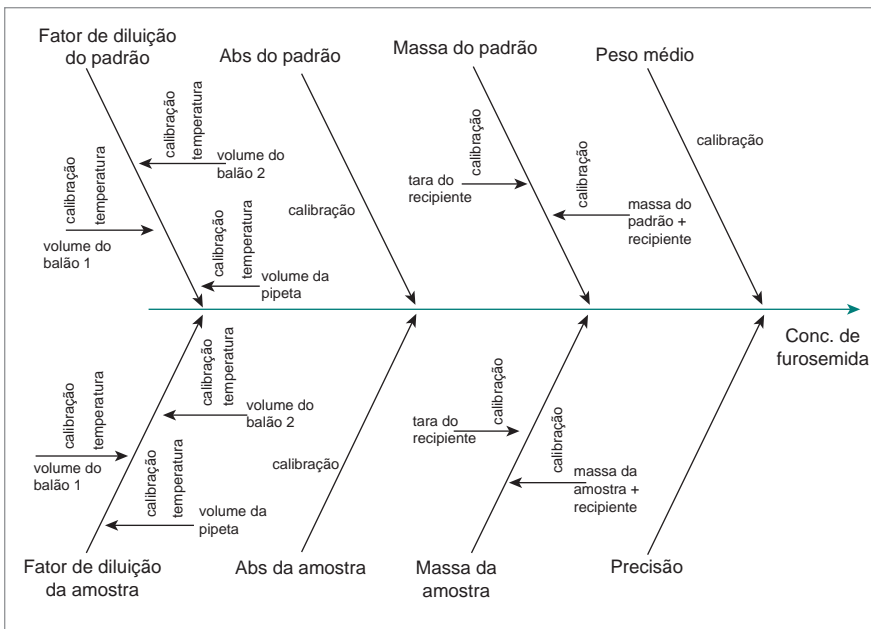 Fator de diluição
do padrão
Abs do padrão
Massa do padrão
Peso médio
calibração
temperatura
volume do
balão 2
calibração
temperatura
volume do
balão 1
calibração
temperatura
volume da
pipeta
calibração
calibração
tara do
recipiente
calibração
massa do
padrão +
recipiente
calibração
Conc. de
furosemida
calibração
temperatura
volume do
balão 2
calibração
temperatura
volume do
balão 1
calibração
temperatura
volume da
pipeta
calibração
calibração
tara do
recipiente
calibração
massa da
amostra +
recipiente
Fator de diluição
da amostra
Abs da amostra
Massa da
amostra
Precisão